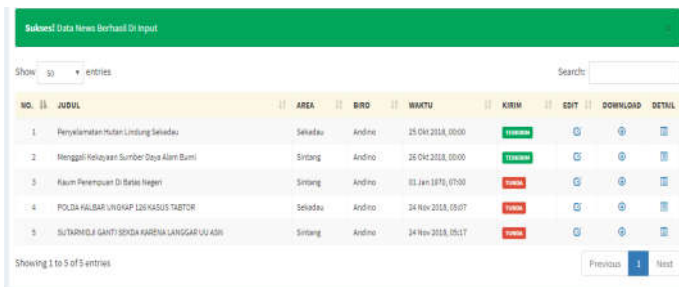 Sukses! Data News Berhasil Di Input
Show 50 entries Search:
NO. JUDUL AREA BIRO WAKTU KIRIM EDIT DOWNLOAD DETAIL
1 Penyelamatan Hutan Lindung Sekadau Sekadau Andino 25 Okt 2018, 00:00 TERKIRIM
2 Menggali Kekayaan Sumber Daya Alam Bumi Sintang Andino 26 Okt 2018, 00:00 TERKIRIM
3 Kaum Perempuan Di Batas Negeri Sintang Andino 01 Jan 1970, 07:00 TUNDA
4 POLDA KALBAR UNGKAP 126 KASUS TABTOR Sekadau Andino 24 Nov 2018, 05:07 TUNDA
5 SUTARMIDJI GANTI SEKDA KARENA LANGGAR UU ASN Sintang Andino 24 Nov 2018, 05:17 TUNDA
Showing 1 to 5 of 5 entries Previous 1 Next